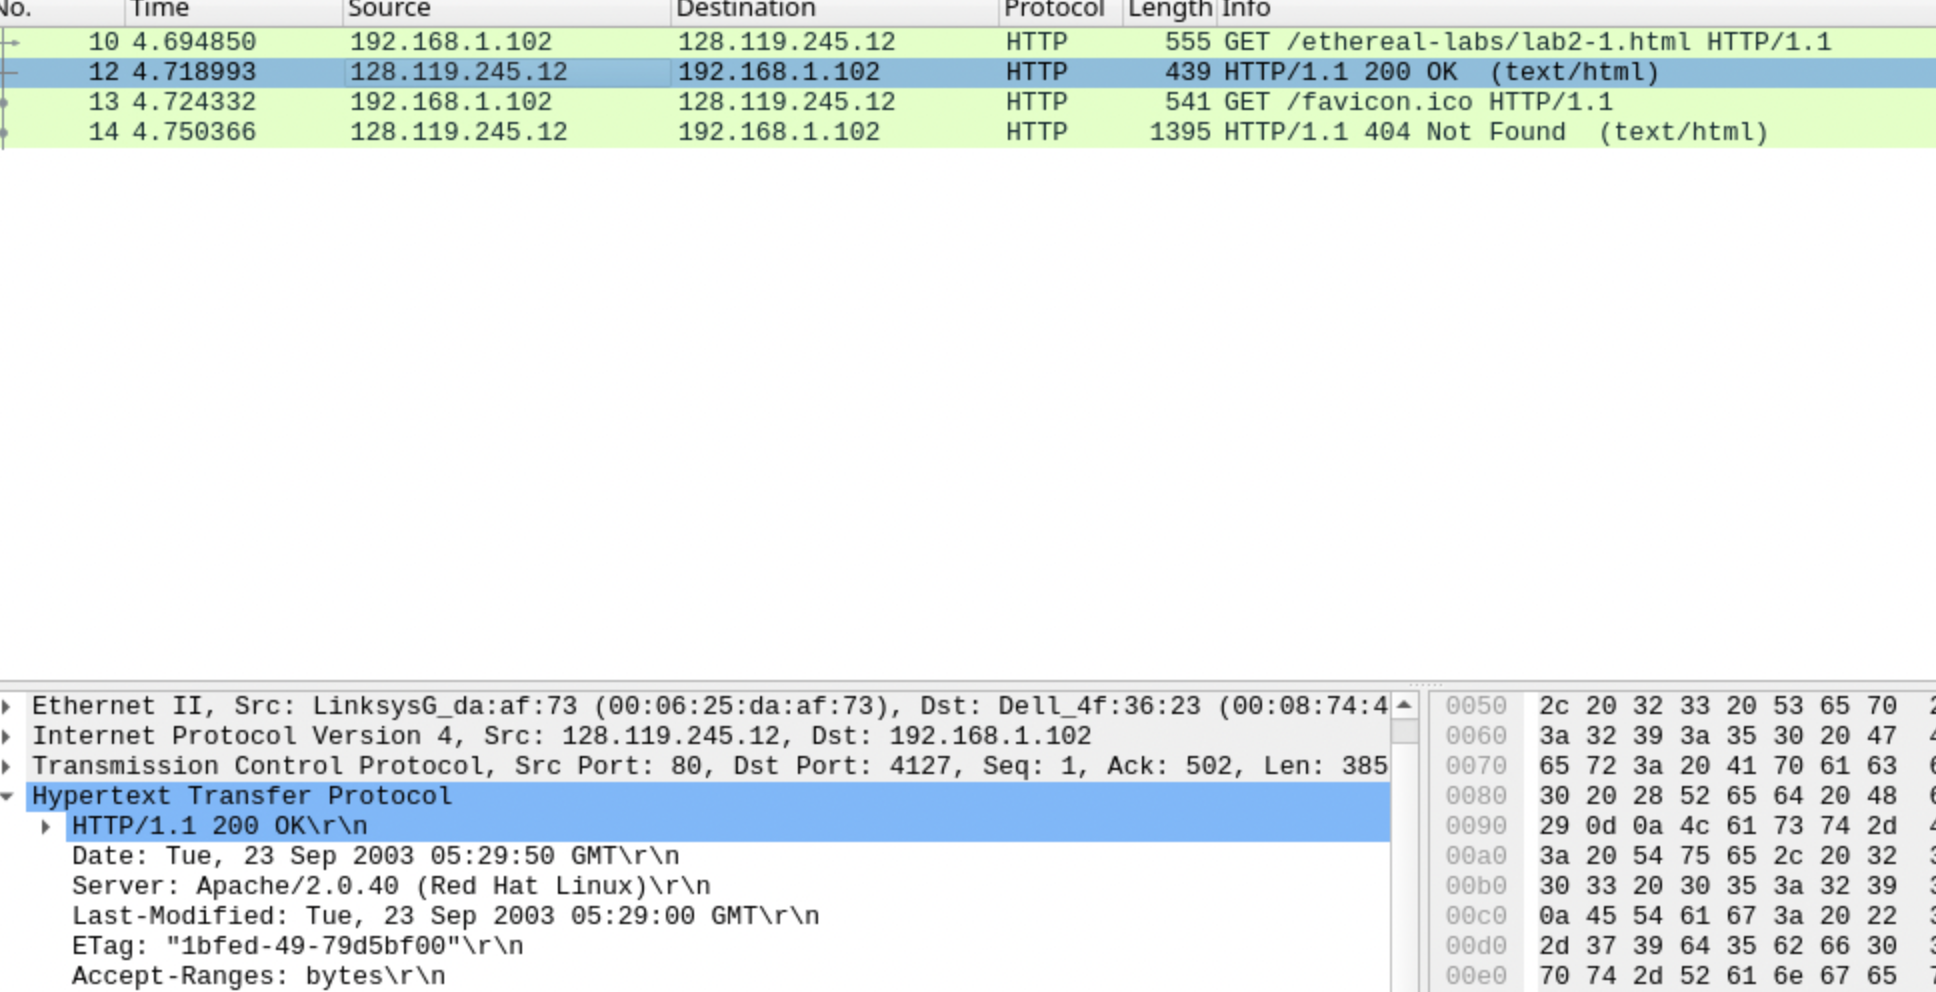 No. Time Source Destination Protocol Length Info
10 4.694850 192.168.1.102 128.119.245.12 HTTP 555 GET /ethereal-labs/lab2-1.html HTTP/1.1
12 4.718993 128.119.245.12 192.168.1.102 HTTP 439 HTTP/1.1 200 OK (text/html)
13 4.724332 192.168.1.102 128.119.245.12 HTTP 541 GET /favicon.ico HTTP/1.1
14 4.750366 128.119.245.12 192.168.1.102 HTTP 1395 HTTP/1.1 404 Not Found (text/html)
Ethernet II, Src: LinksysG_da:af:73 (00:06:25:da:af:73), Dst: Dell_4f:36:23 (00:08:74:4
Internet Protocol Version 4, Src: 128.119.245.12, Dst: 192.168.1.102
Transmission Control Protocol, Src Port: 80, Dst Port: 4127, Seq: 1, Ack: 502, Len: 385
Hypertext Transfer Protocol
HTTP/1.1 200 OK\r\n
Date: Tue, 23 Sep 2003 05:29:50 GMT\r\n
Server: Apache/2.0.40 (Red Hat Linux)\r\n
Last-Modified: Tue, 23 Sep 2003 05:29:00 GMT\r\n
ETag: "1bfed-49-79d5bf00"\r\n
Accept-Ranges: bytes\r\n
0050 2c 20 32 33 20 53 65 70
0060 3a 32 39 3a 35 30 20 47
0070 65 72 3a 20 41 70 61 63
0080 30 20 28 52 65 64 20 48
0090 29 0d 0a 4c 61 73 74 2d
00a0 3a 20 54 75 65 2c 20 32
00b0 30 33 20 30 35 3a 32 39
00c0 0a 45 54 61 67 3a 20 22
00d0 2d 37 39 64 35 62 66 30
00e0 70 74 2d 52 61 6e 67 65